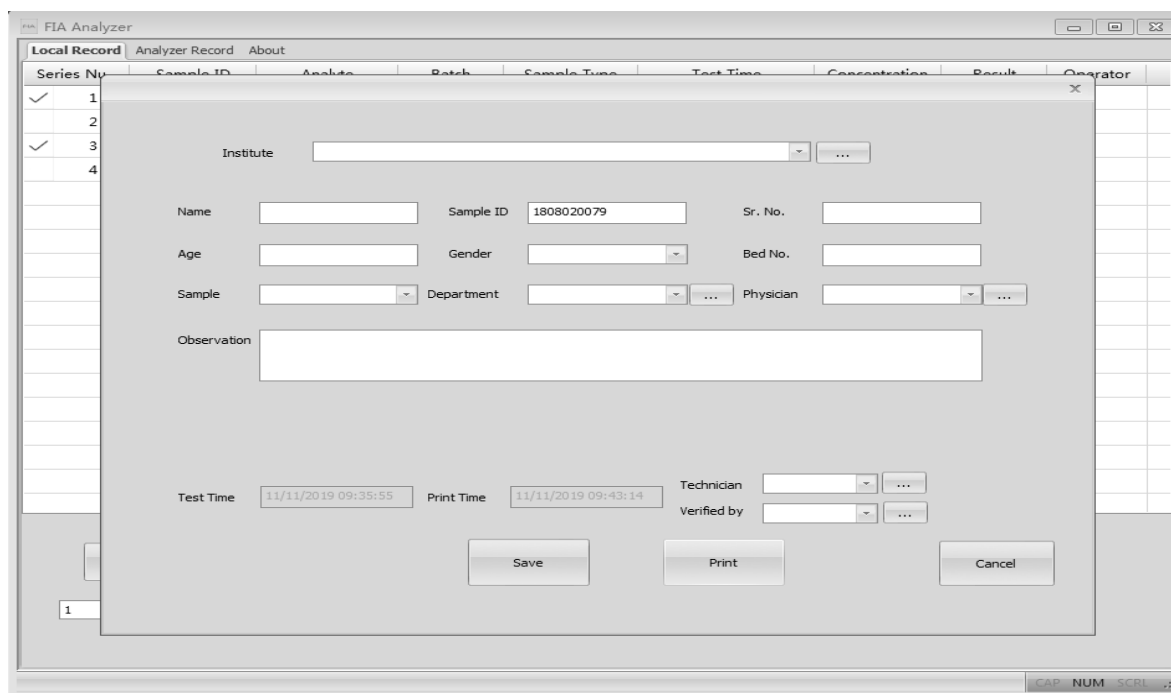 FIA FIA Analyzer
Local Record Analyzer Record About
Series Nu Sample ID Analyte Batch Sample Type Test Time Concentration Result Operator
1
2
3
4
Institute ...
Name Sample ID 1808020079 Sr. No.
Age Gender Bed No.
Sample Department ... Physician ...
Observation
Technician ...
Test Time 11/11/2019 09:35:55 Print Time 11/11/2019 09:43:14
Verified by ...
Save Print Cancel
1
CAP NUM SCRL